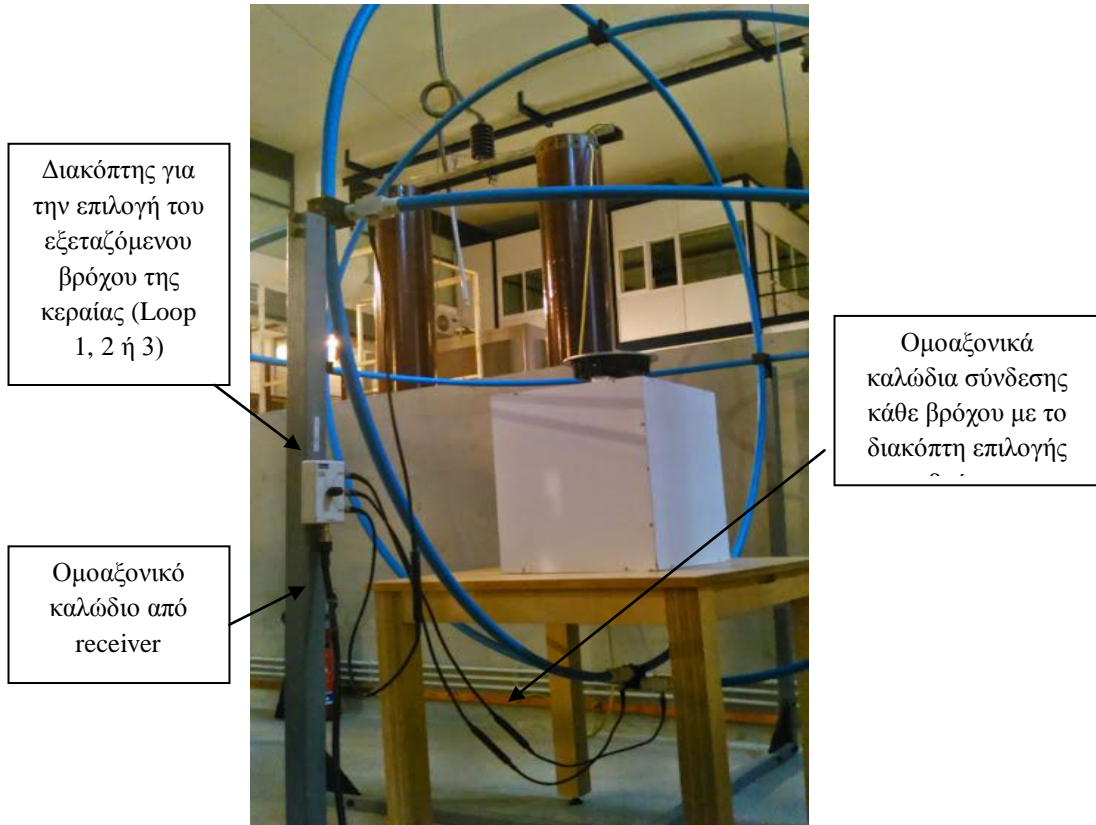 Διακόπτης για
την επιλογή του
εξεταζόμενου
βρόχου της
κεραίας (Loop
1, 2 ή 3)
Ομοαξονικό
καλώδιο από
receiver
Ομοαξονικά
καλώδια σύνδεσης
κάθε βρόχου με το
διακόπτη επιλογής